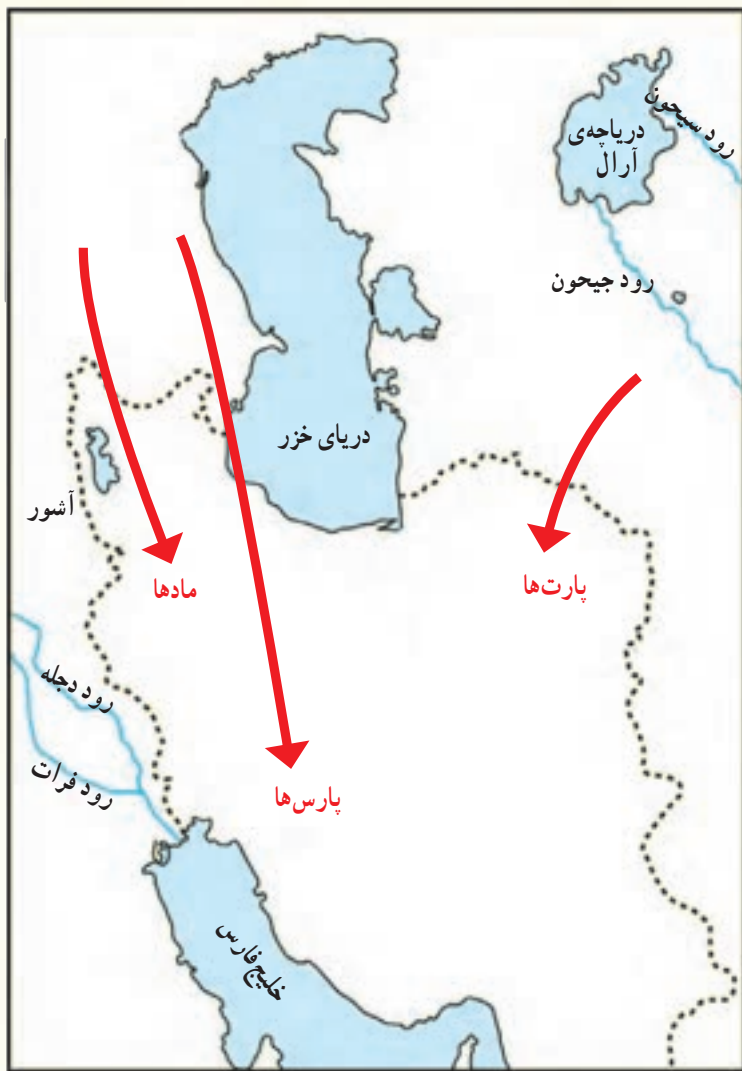 رود سیحون
دریاچه‌ی
آرال
رود جیحون
دریای خزر
آشور
مادها
پارت‌ها
رود دجله
رود فرات
پارس‌ها
خلیج فارس